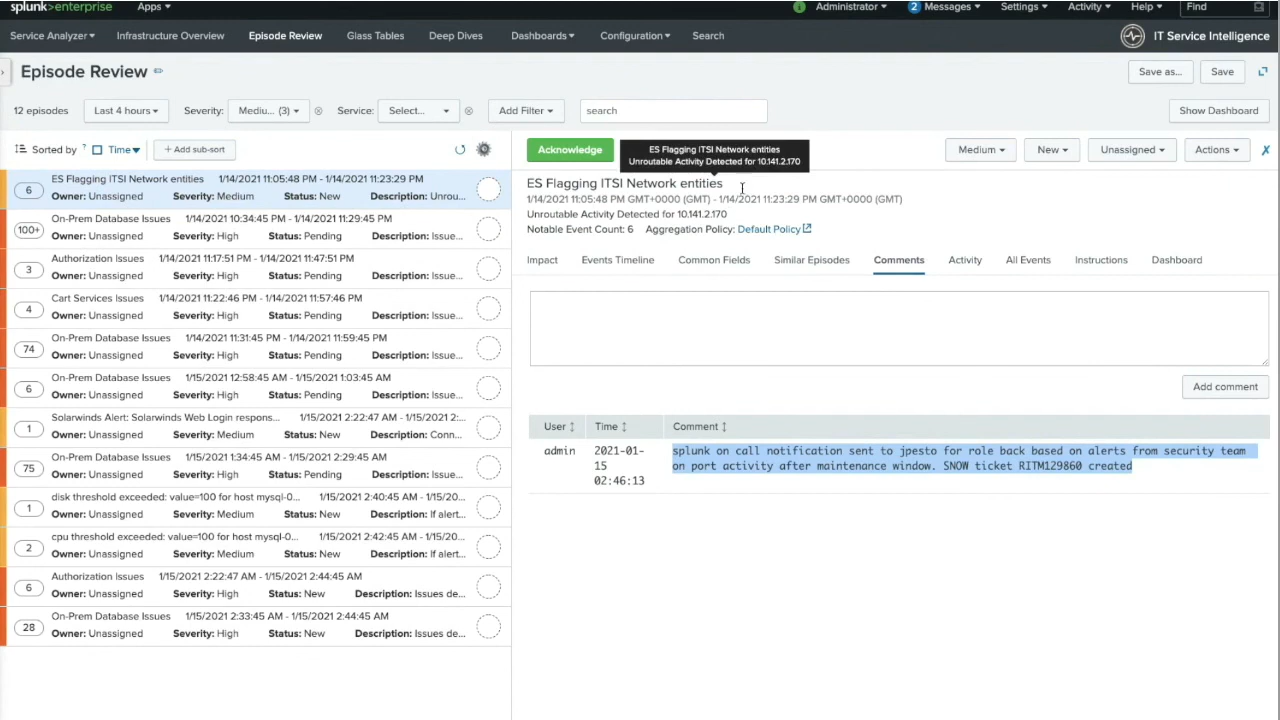 splunk>enterprise Apps Administrator 2 Messages Settings Activity Help Find
Service Analyzer Infrastructure Overview Episode Review Glass Tables Deep Dives Dashboards Configuration Search IT Service Intelligence
Episode Review Save as... Save
12 episodes Last 4 hours Severity: Mediu... (3) Service: Select... Add Filter search Show Dashboard
Sorted by ? Time + Add sub-sort
Acknowledge
ES Flagging ITSI Network entities
Unroutable Activity Detected for 10.141.2.170
Medium New Unassigned Actions X
6 ES Flagging ITSI Network entities 1/14/2021 11:05:48 PM - 1/14/2021 11:23:29 PM
Owner: Unassigned Severity: Medium Status: New Description: Unrou...
100+ On-Prem Database Issues 1/14/2021 10:34:45 PM - 1/14/2021 11:29:45 PM
Owner: Unassigned Severity: High Status: Pending Description: Issue...
3 Authorization Issues 1/14/2021 11:17:51 PM - 1/14/2021 11:47:51 PM
Owner: Unassigned Severity: High Status: Pending Description: Issue...
4 Cart Services Issues 1/14/2021 11:22:46 PM - 1/14/2021 11:57:46 PM
Owner: Unassigned Severity: High Status: Pending Description: Issue...
74 On-Prem Database Issues 1/14/2021 11:31:45 PM - 1/14/2021 11:59:45 PM
Owner: Unassigned Severity: High Status: Pending Description: Issue...
6 On-Prem Database Issues 1/15/2021 12:58:45 AM - 1/15/2021 1:03:45 AM
Owner: Unassigned Severity: High Status: Pending Description: Issue...
1 Solarwinds Alert: Solarwinds Web Login respons... 1/15/2021 2:22:47 AM - 1/15/2021 2:...
Owner: Unassigned Severity: Medium Status: New Description: Conn...
75 On-Prem Database Issues 1/15/2021 1:34:45 AM - 1/15/2021 2:29:45 AM
Owner: Unassigned Severity: High Status: Pending Description: Issue...
1 disk threshold exceeded: value=100 for host mysql-0... 1/15/2021 2:40:45 AM - 1/15/20...
Owner: Unassigned Severity: Medium Status: New Description: If alert...
2 cpu threshold exceeded: value=100 for host mysql-0... 1/15/2021 2:42:45 AM - 1/15/20...
Owner: Unassigned Severity: Medium Status: New Description: If alert...
6 Authorization Issues 1/15/2021 2:22:47 AM - 1/15/2021 2:44:45 AM
Owner: Unassigned Severity: High Status: New Description: Issues de...
28 On-Prem Database Issues 1/15/2021 2:33:45 AM - 1/15/2021 2:44:45 AM
Owner: Unassigned Severity: High Status: New Description: Issues de...
ES Flagging ITSI Network entities
1/14/2021 11:05:48 PM GMT+0000 (GMT) - 1/14/2021 11:23:29 PM GMT+0000 (GMT)
Unroutable Activity Detected for 10.141.2.170
Notable Event Count: 6 Aggregation Policy: Default Policy
Impact Events Timeline Common Fields Similar Episodes Comments Activity All Events Instructions Dashboard
Add comment
User Time Comment
admin 2021-01-15 02:46:13
splunk on call notification sent to jpesto for role back based on alerts from security team
on port activity after maintenance window. SNOW ticket RITM129860 created